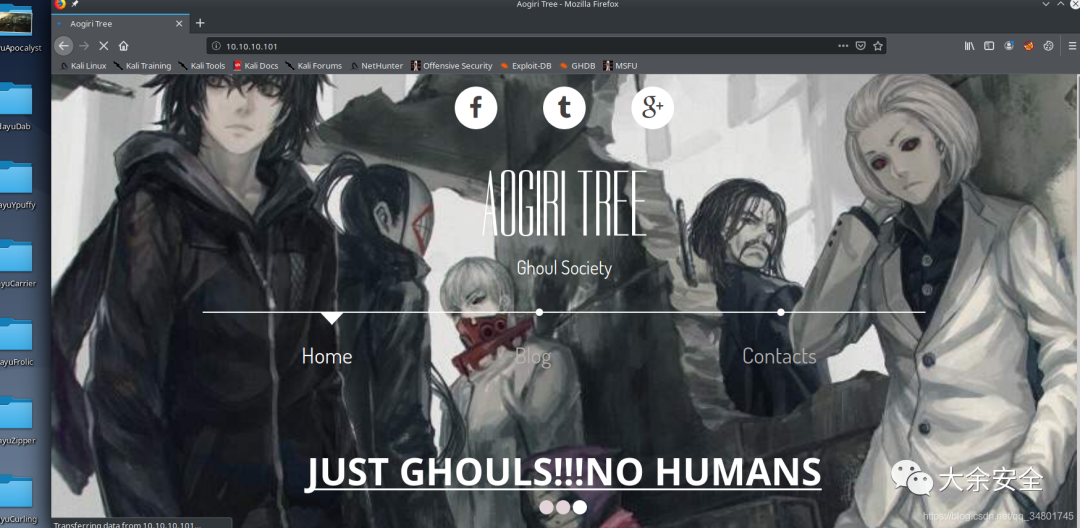 Aogiri Tree - Mozilla Firefox
Aogiri Tree
10.10.10.101
Kali Linux Kali Training Kali Tools Kali Docs Kali Forums NetHunter Offensive Security Exploit-DB GHDB MSFU
yuApocalyst
dayuDab
ayuYpuffy
ayuCarrier
ayuFrolic
ayuZipper
ayuCurling
f t g+
AOGIRI TREE
Ghoul Society
Home Blog Contacts
JUST GHOULS!!!NO HUMANS
大余安全
https://blog.csdn.net/qq_34801745
Transferring data from 10.10.10.101...